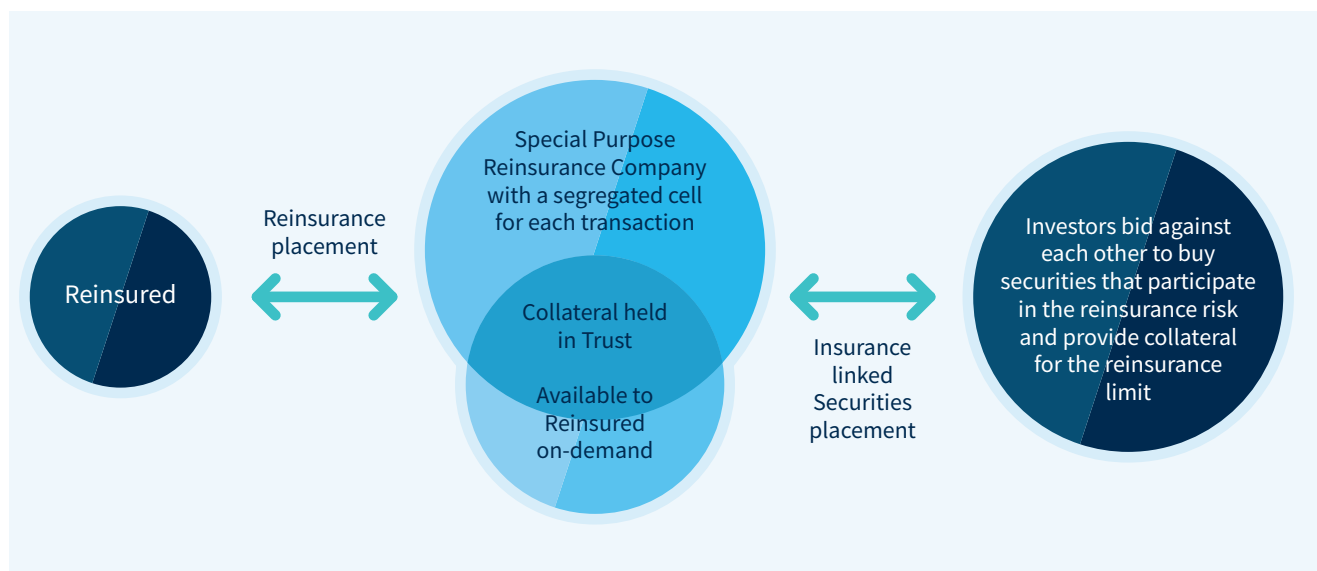 Reinsured
Reinsurance
placement
Special Purpose
Reinsurance Company
with a segregated cell
for each transaction
Collateral held
in Trust
Available to
Reinsured
on-demand
Insurance
linked
Securities
placement
Investors bid against
each other to buy
securities that participate
in the reinsurance risk
and provide collateral
for the reinsurance
limit